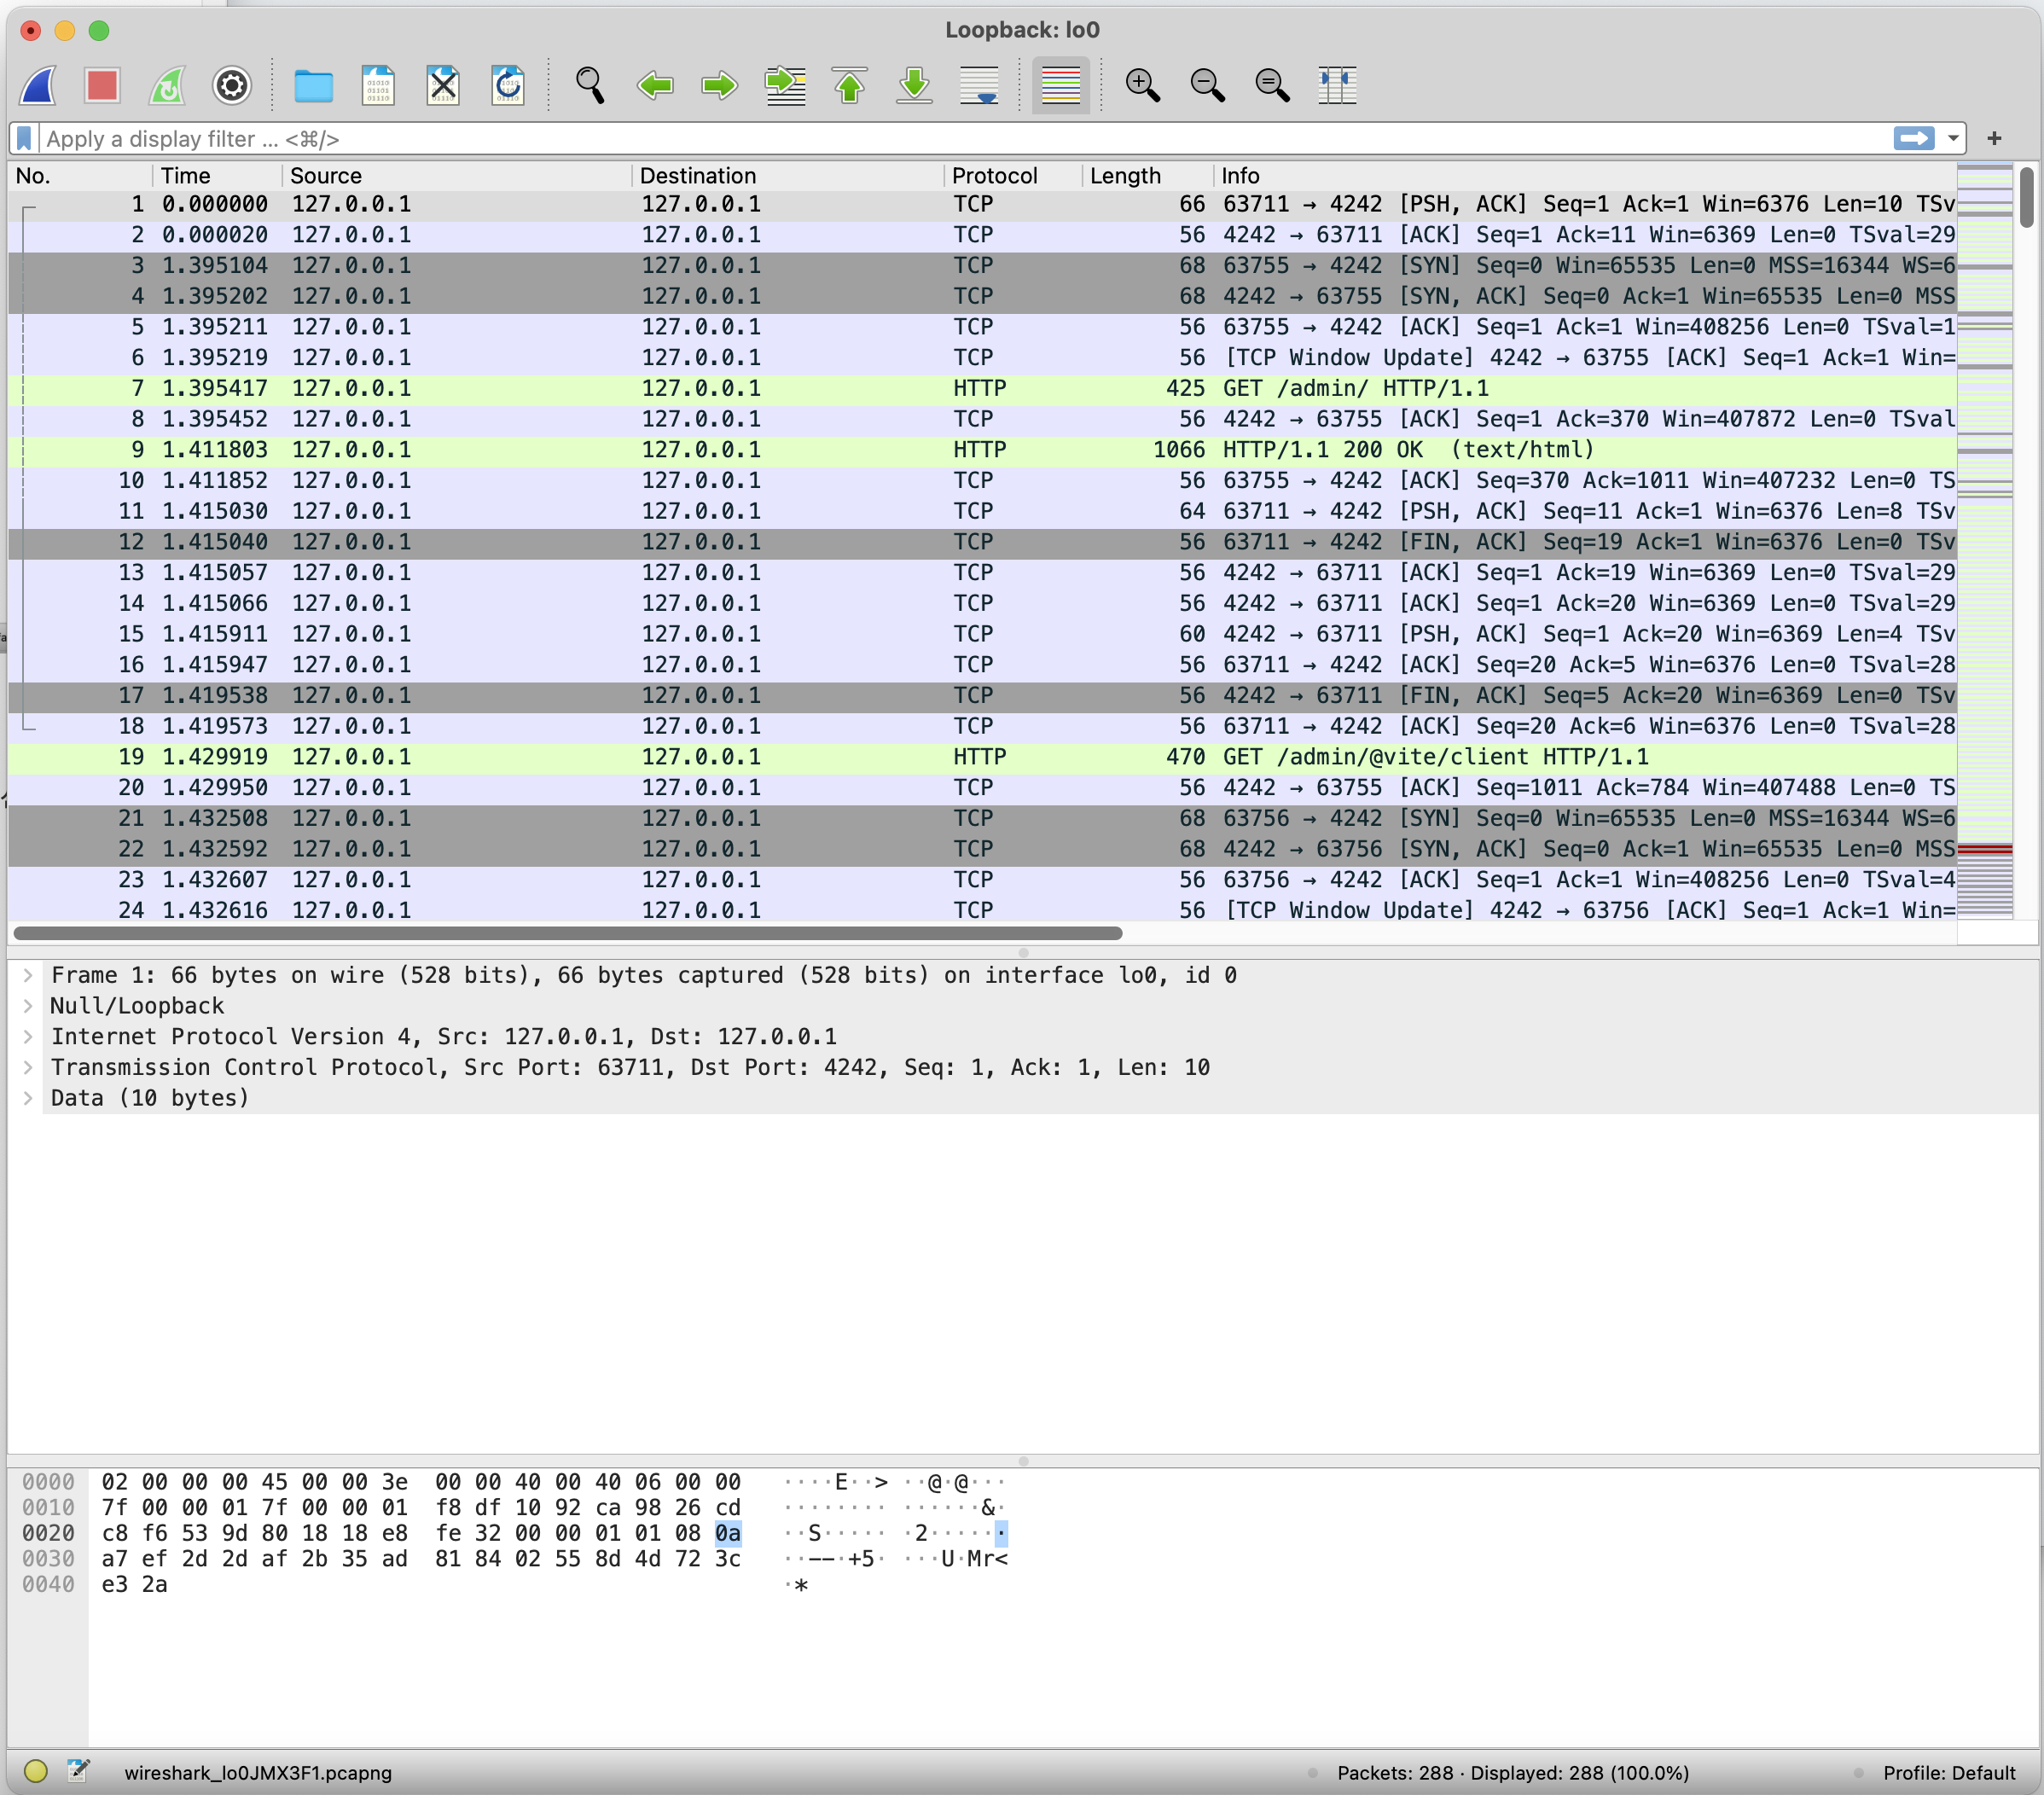 Loopback: lo0
Apply a display filter ... <⌘/>
No. Time Source Destination Protocol Length Info
1 0.000000 127.0.0.1 127.0.0.1 TCP 66 63711 → 4242 [PSH, ACK] Seq=1 Ack=1 Win=6376 Len=10 TSv
2 0.000020 127.0.0.1 127.0.0.1 TCP 56 4242 → 63711 [ACK] Seq=1 Ack=11 Win=6369 Len=0 TSval=29
3 1.395104 127.0.0.1 127.0.0.1 TCP 68 63755 → 4242 [SYN] Seq=0 Win=65535 Len=0 MSS=16344 WS=6
4 1.395202 127.0.0.1 127.0.0.1 TCP 68 4242 → 63755 [SYN, ACK] Seq=0 Ack=1 Win=65535 Len=0 MSS
5 1.395211 127.0.0.1 127.0.0.1 TCP 56 63755 → 4242 [ACK] Seq=1 Ack=1 Win=408256 Len=0 TSval=1
6 1.395219 127.0.0.1 127.0.0.1 TCP 56 [TCP Window Update] 4242 → 63755 [ACK] Seq=1 Ack=1 Win=
7 1.395417 127.0.0.1 127.0.0.1 HTTP 425 GET /admin/ HTTP/1.1
8 1.395452 127.0.0.1 127.0.0.1 TCP 56 4242 → 63755 [ACK] Seq=1 Ack=370 Win=407872 Len=0 TSval
9 1.411803 127.0.0.1 127.0.0.1 HTTP 1066 HTTP/1.1 200 OK (text/html)
10 1.411852 127.0.0.1 127.0.0.1 TCP 56 63755 → 4242 [ACK] Seq=370 Ack=1011 Win=407232 Len=0 TS
11 1.415030 127.0.0.1 127.0.0.1 TCP 64 63711 → 4242 [PSH, ACK] Seq=11 Ack=1 Win=6376 Len=8 TSv
12 1.415040 127.0.0.1 127.0.0.1 TCP 56 63711 → 4242 [FIN, ACK] Seq=19 Ack=1 Win=6376 Len=0 TSv
13 1.415057 127.0.0.1 127.0.0.1 TCP 56 4242 → 63711 [ACK] Seq=1 Ack=19 Win=6369 Len=0 TSval=29
14 1.415066 127.0.0.1 127.0.0.1 TCP 56 4242 → 63711 [ACK] Seq=1 Ack=20 Win=6369 Len=0 TSval=29
15 1.415911 127.0.0.1 127.0.0.1 TCP 60 4242 → 63711 [PSH, ACK] Seq=1 Ack=20 Win=6369 Len=4 TSv
16 1.415947 127.0.0.1 127.0.0.1 TCP 56 63711 → 4242 [ACK] Seq=20 Ack=5 Win=6376 Len=0 TSval=28
17 1.419538 127.0.0.1 127.0.0.1 TCP 56 4242 → 63711 [FIN, ACK] Seq=5 Ack=20 Win=6369 Len=0 TSv
18 1.419573 127.0.0.1 127.0.0.1 TCP 56 63711 → 4242 [ACK] Seq=20 Ack=6 Win=6376 Len=0 TSval=28
19 1.429919 127.0.0.1 127.0.0.1 HTTP 470 GET /admin/@vite/client HTTP/1.1
20 1.429950 127.0.0.1 127.0.0.1 TCP 56 4242 → 63755 [ACK] Seq=1011 Ack=784 Win=407488 Len=0 TS
21 1.432508 127.0.0.1 127.0.0.1 TCP 68 63756 → 4242 [SYN] Seq=0 Win=65535 Len=0 MSS=16344 WS=6
22 1.432592 127.0.0.1 127.0.0.1 TCP 68 4242 → 63756 [SYN, ACK] Seq=0 Ack=1 Win=65535 Len=0 MSS
23 1.432607 127.0.0.1 127.0.0.1 TCP 56 63756 → 4242 [ACK] Seq=1 Ack=1 Win=408256 Len=0 TSval=4
24 1.432616 127.0.0.1 127.0.0.1 TCP 56 [TCP Window Update] 4242 → 63756 [ACK] Seq=1 Ack=1 Win=
Frame 1: 66 bytes on wire (528 bits), 66 bytes captured (528 bits) on interface lo0, id 0
Null/Loopback
Internet Protocol Version 4, Src: 127.0.0.1, Dst: 127.0.0.1
Transmission Control Protocol, Src Port: 63711, Dst Port: 4242, Seq: 1, Ack: 1, Len: 10
Data (10 bytes)
0000 02 00 00 00 45 00 00 3e 00 00 40 00 40 06 00 00 ····E··> ··@·@···
0010 7f 00 00 01 7f 00 00 01 f8 df 10 92 ca 98 26 cd ········ ······&·
0020 c8 f6 53 9d 80 18 18 e8 fe 32 00 00 01 01 08 0a ··S····· ·2······
0030 a7 ef 2d 2d af 2b 35 ad 81 84 02 55 8d 4d 72 3c ··--·+5· ···U·Mr<
0040 e3 2a ·*
wireshark_lo0JMX3F1.pcapng
Packets: 288 · Displayed: 288 (100.0%)
Profile: Default